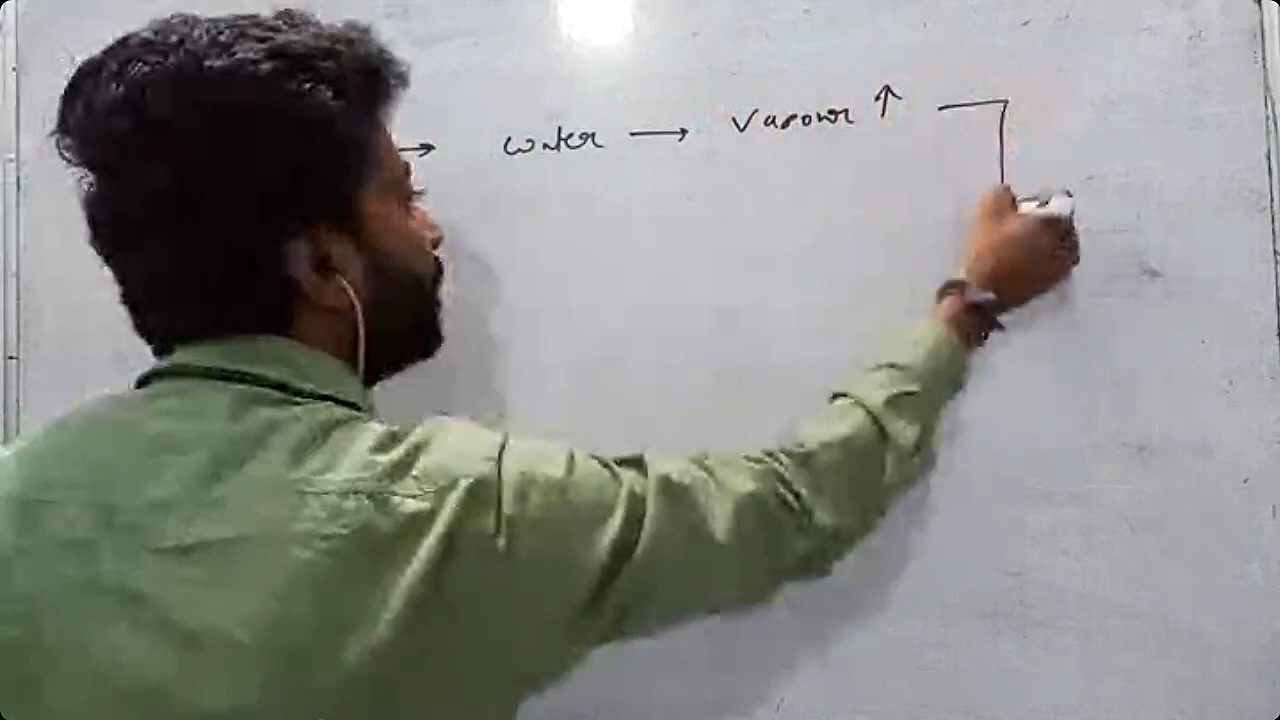 → water → Vapour ↑